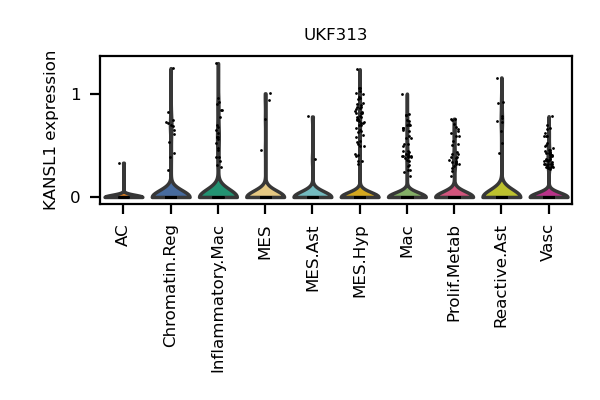 UKF313
KANSL1 expression
1
0
AC
Chromatin.Reg
Inflammatory.Mac
MES
MES.Ast
MES.Hyp
Mac
Prolif.Metab
Reactive.Ast
Vasc